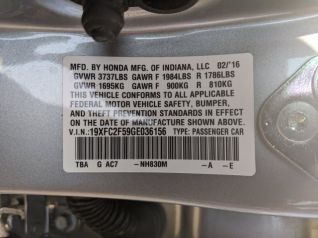 MFD. BY HONDA MFG. OF INDIANA, LLC 02/'16
GVWR 3737LBS GAWR F 1984LBS R 1786LBS
GVWR 1695KG GAWR F 900KG R 810KG
THIS VEHICLE CONFORMS TO ALL APPLICABLE
FEDERAL MOTOR VEHICLE SAFETY, BUMPER,
AND THEFT PREVENTION STANDARDS IN EFFECT
ON THE DATE OF MANUFACTURE SHOWN ABOVE.
V.I.N.: 19XFC2F59GE036156 TYPE: PASSENGER CAR
TBA G AC7 —NH830M —A —E